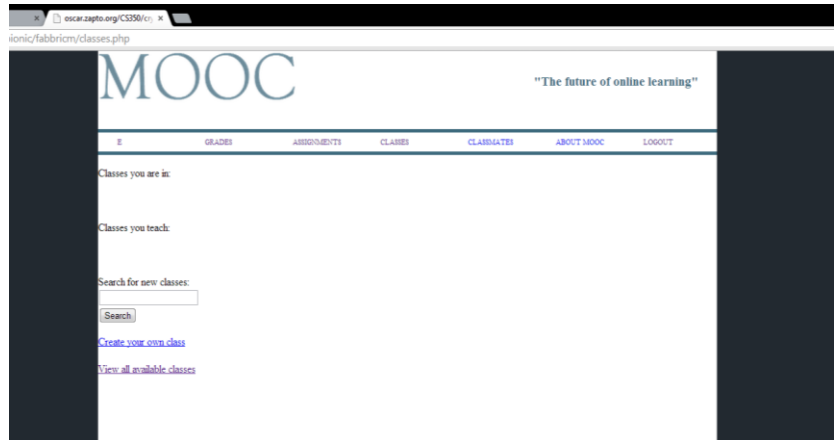 oscar.zapto.org/CS350/cry
ionic/fabbricm/classes.php
MOOC
"The future of online learning"
E GRADES ASSIGNMENTS CLASSES CLASSMATES ABOUT MOOC LOGOUT
Classes you are in:
Classes you teach:
Search for new classes:
Search
Create your own class
View all available classes